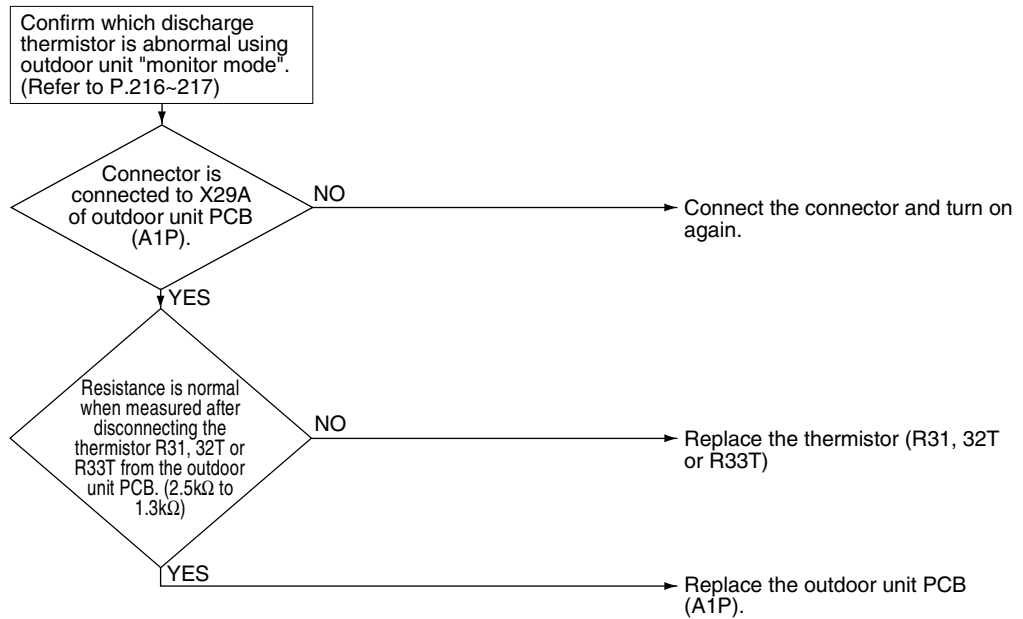 Confirm which discharge
thermistor is abnormal using
outdoor unit "monitor mode".
(Refer to P.216~217)
Connector is
connected to X29A
of outdoor unit PCB
(A1P).
NO
Connect the connector and turn on
again.
YES
Resistance is normal
when measured after
disconnecting the
thermistor R31, 32T or
R33T from the outdoor
unit PCB. (2.5kΩ to
1.3kΩ)
NO
Replace the thermistor (R31, 32T
or R33T)
YES
Replace the outdoor unit PCB
(A1P).